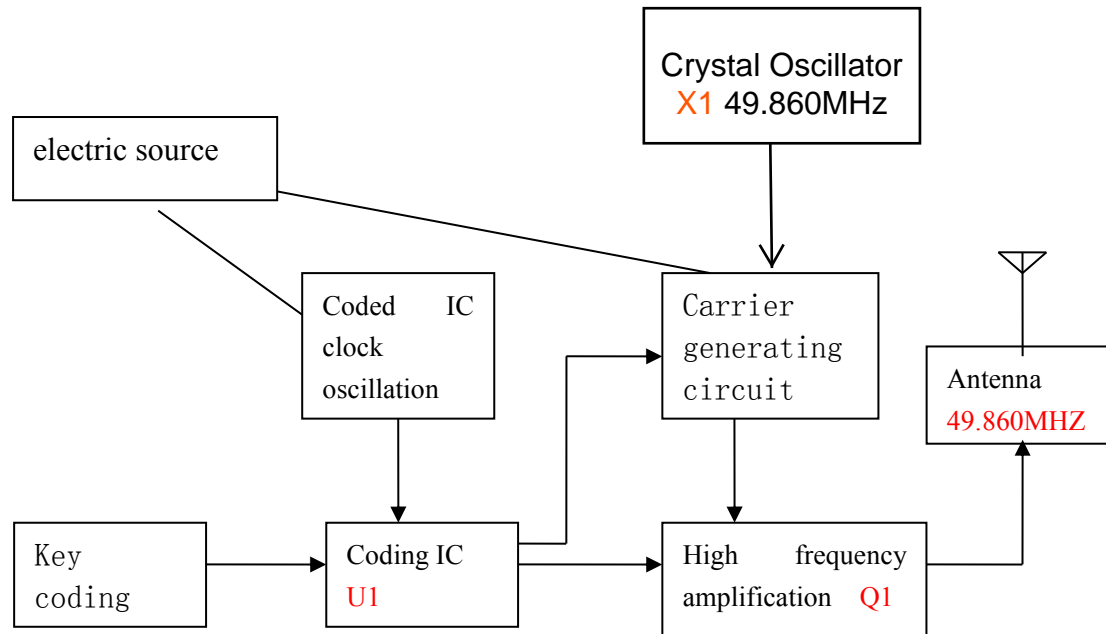 Crystal Oscillator
X1 49.860MHz
electric source
Coded IC
clock
oscillation
Carrier
generating
circuit
Antenna
49.860MHZ
Key
coding
Coding IC
U1
High frequency
amplification Q1